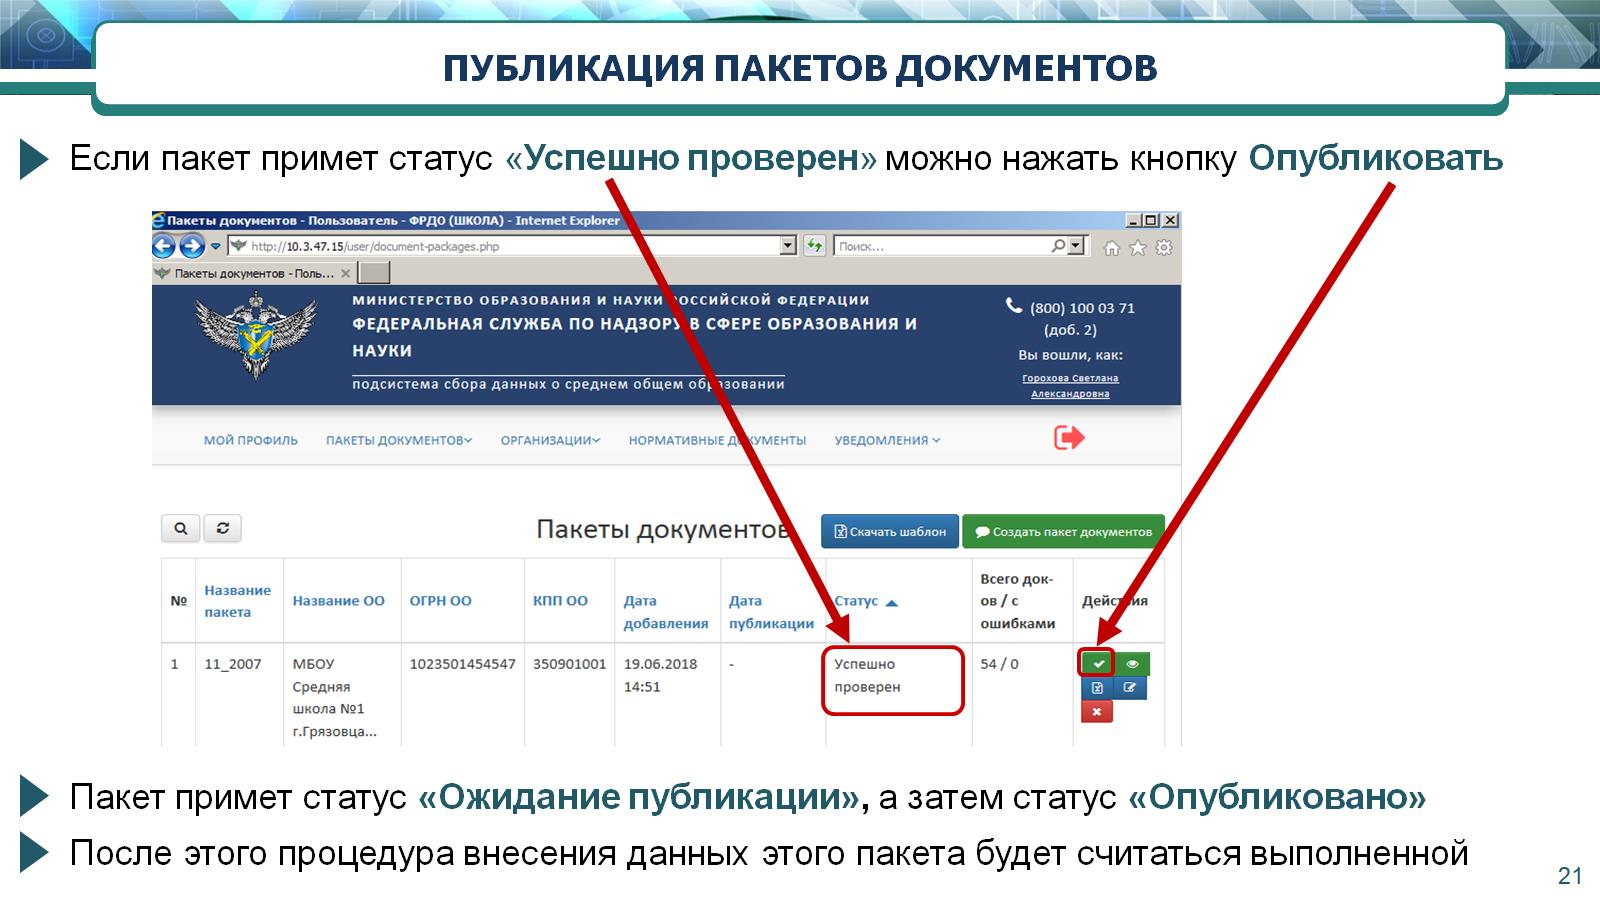 ПУБЛИКАЦИЯ ПАКЕТОВ ДОКУМЕНТОВ
Если пакет примет статус «Успешно проверен» можно нажать кнопку Опубликовать
Пакеты документов - Пользователь - ФРДО (ШКОЛА) - Internet Explorer
http://10.3.47.15/user/document-packages.php
Поиск...
Пакеты документов - Поль...
МИНИСТЕРСТВО ОБРАЗОВАНИЯ И НАУКИ РОССИЙСКОЙ ФЕДЕРАЦИИ
ФЕДЕРАЛЬНАЯ СЛУЖБА ПО НАДЗОРУ В СФЕРЕ ОБРАЗОВАНИЯ И
НАУКИ
подсистема сбора данных о среднем общем образовании
(800) 100 03 71
(доб. 2)
Вы вошли, как:
Горохова Светлана
Александровна
МОЙ ПРОФИЛЬ ПАКЕТЫ ДОКУМЕНТОВ ОРГАНИЗАЦИИ НОРМАТИВНЫЕ ДОКУМЕНТЫ УВЕДОМЛЕНИЯ
Пакеты документов
Скачать шаблон
Создать пакет документов
№
Название
пакета
Название ОО
ОГРН ОО
КПП ОО
Дата
добавления
Дата
публикации
Статус
Всего док-
ов / с
ошибками
Действия
1
11_2007
МБОУ
Средняя
школа №1
г.Грязовца...
1023501454547
350901001
19.06.2018
14:51
-
Успешно
проверен
54 / 0
Пакет примет статус «Ожидание публикации», а затем статус «Опубликовано»
После этого процедура внесения данных этого пакета будет считаться выполненной
21